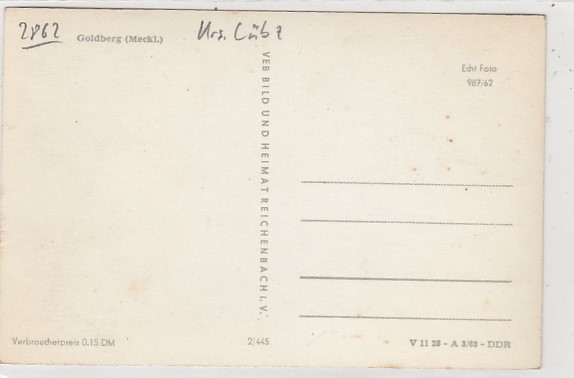 2862
Goldberg (Meckl.)
Krs. Lübz
VEB BILD UND HEIMAT REICHENBACH I. V.
Echt Foto
987/62
Verbraucherpreis 0.15 DM
2/445
V 11 28 – A 3/62 – DDR